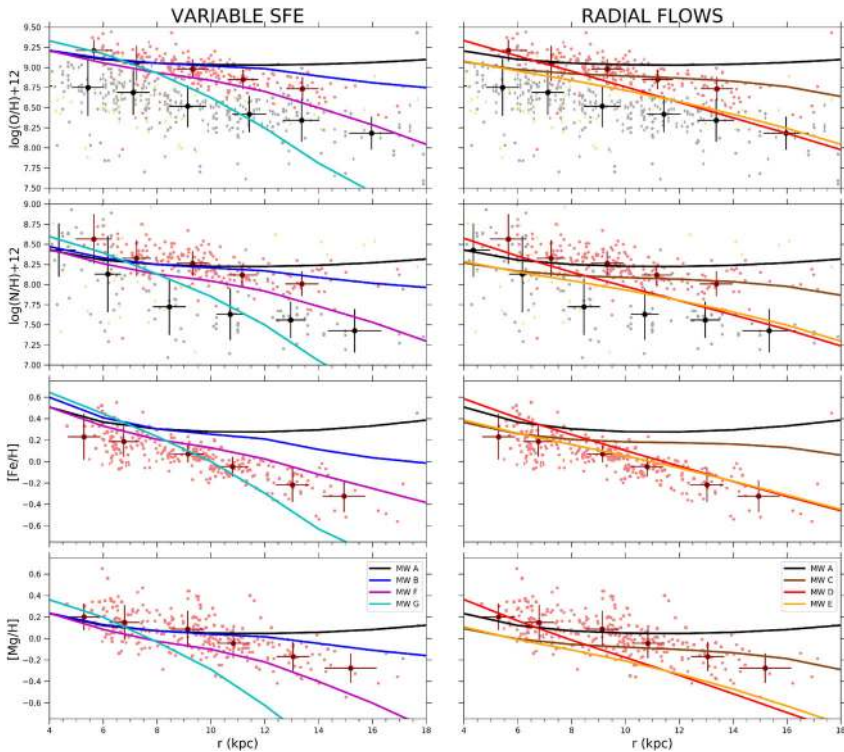 VARIABLE SFE
RADIAL FLOWS
log(O/H)+12
9.50
9.25
9.00
8.75
8.50
8.25
8.00
7.75
7.50
log(N/H)+12
9.00
8.75
8.50
8.25
8.00
7.75
7.50
7.25
7.00
[Fe/H]
0.6
0.4
0.2
0.0
−0.2
−0.4
−0.6
[Mg/H]
0.6
0.4
0.2
0.0
−0.2
−0.4
−0.6
MW A
MW B
MW F
MW G
MW A
MW C
MW D
MW E
4 6 8 10 12 14 16 18
4 6 8 10 12 14 16 18
r (kpc)
r (kpc)